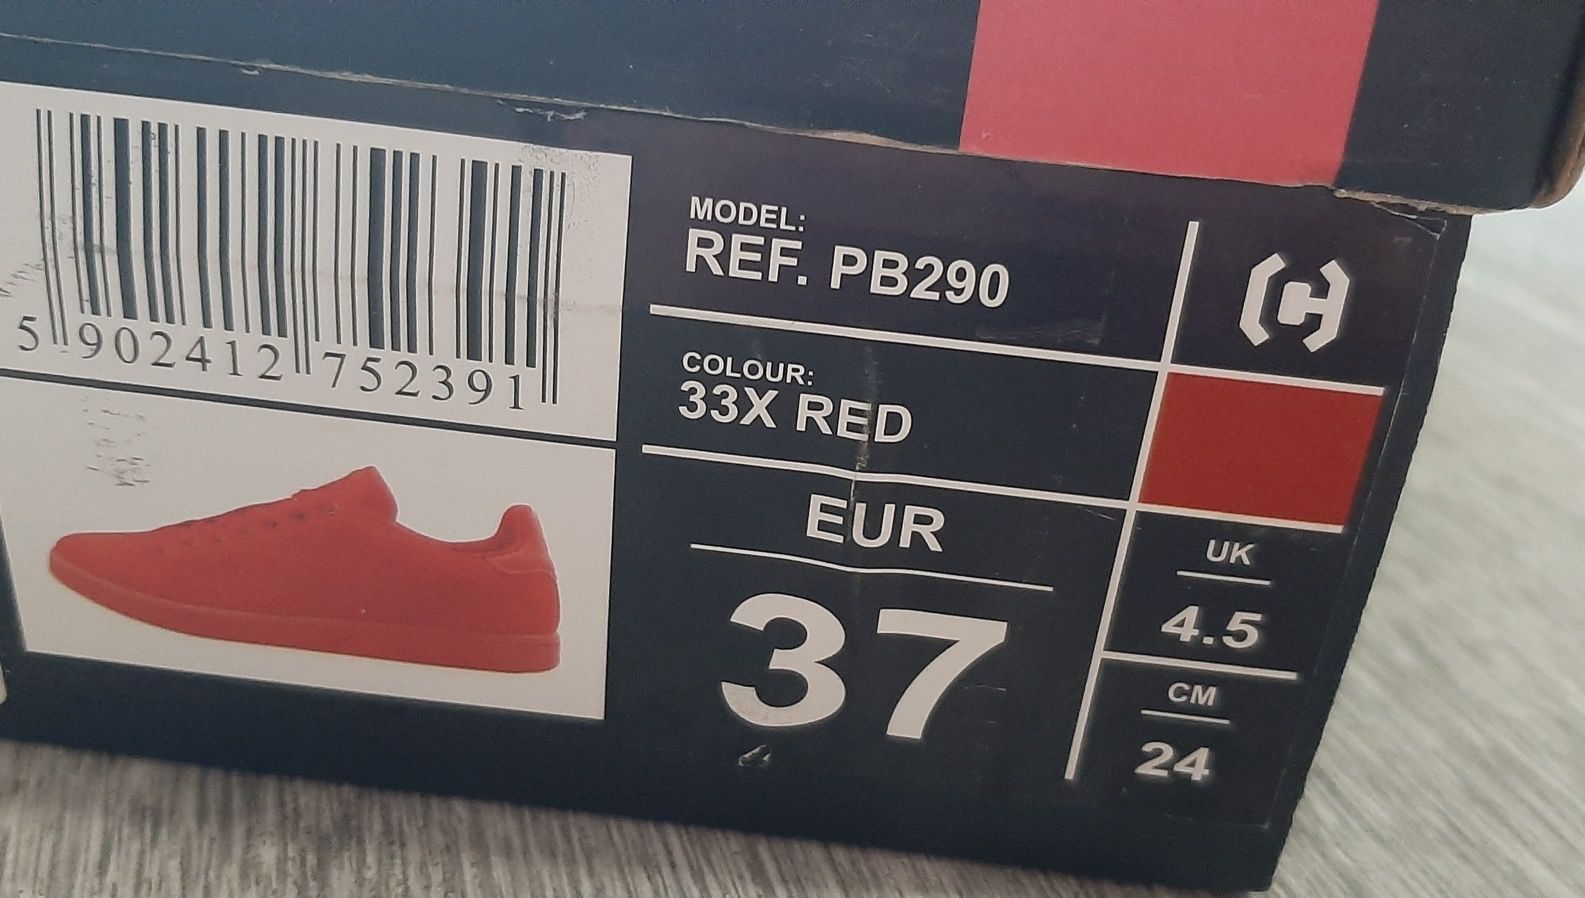 5 902412 752391
MODEL:
REF. PB290
COLOUR:
33X RED
EUR
37
UK
4.5
CM
24